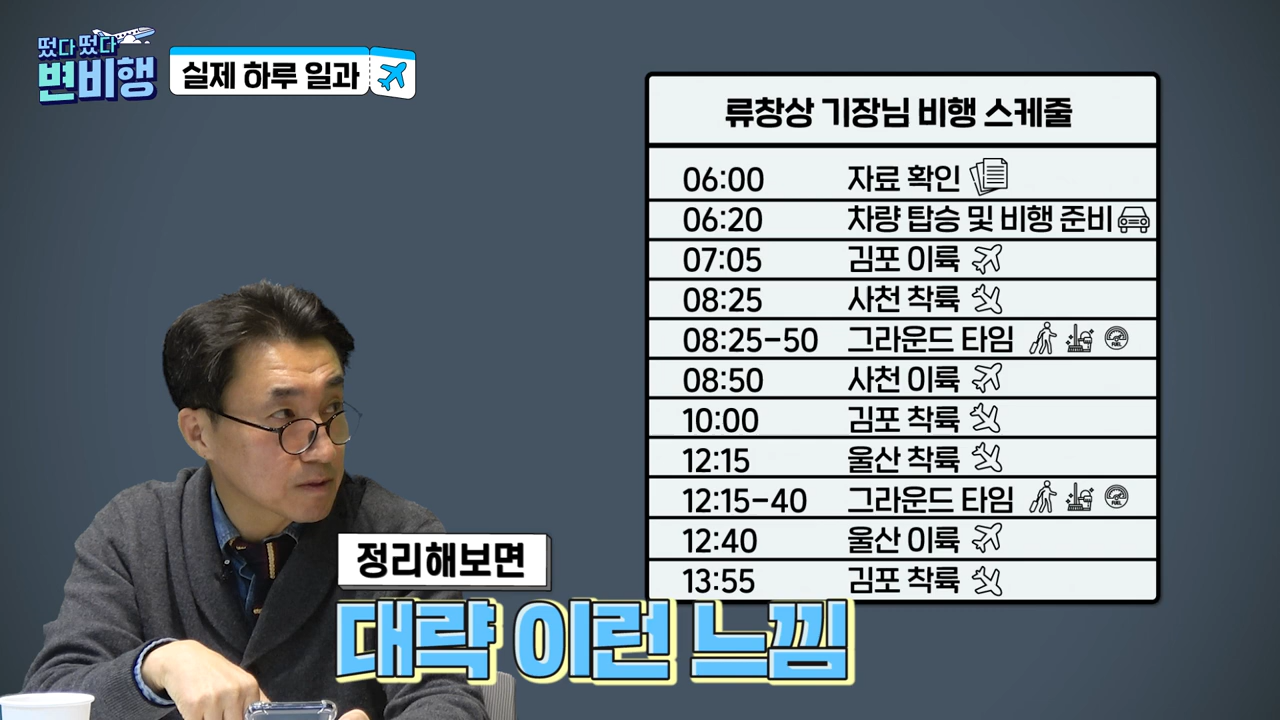 떴다 떴다
변비행
실제 하루 일과
류창상 기장님 비행 스케줄
06:00 자료 확인
06:20 차량 탑승 및 비행 준비
07:05 김포 이륙
08:25 사천 착륙
08:25-50 그라운드 타임
FUEL
08:50 사천 이륙
10:00 김포 착륙
12:15 울산 착륙
12:15-40 그라운드 타임
FUEL
12:40 울산 이륙
13:55 김포 착륙
정리해보면
대략 이런 느낌